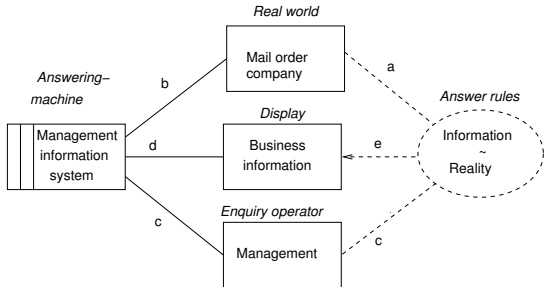 Real world
Mail order
company
a
b
Answering–
machine
Answer rules
Display
Management
information
system
d
Business
information
e
Information
~
Reality
Enquiry operator
c
Management
c